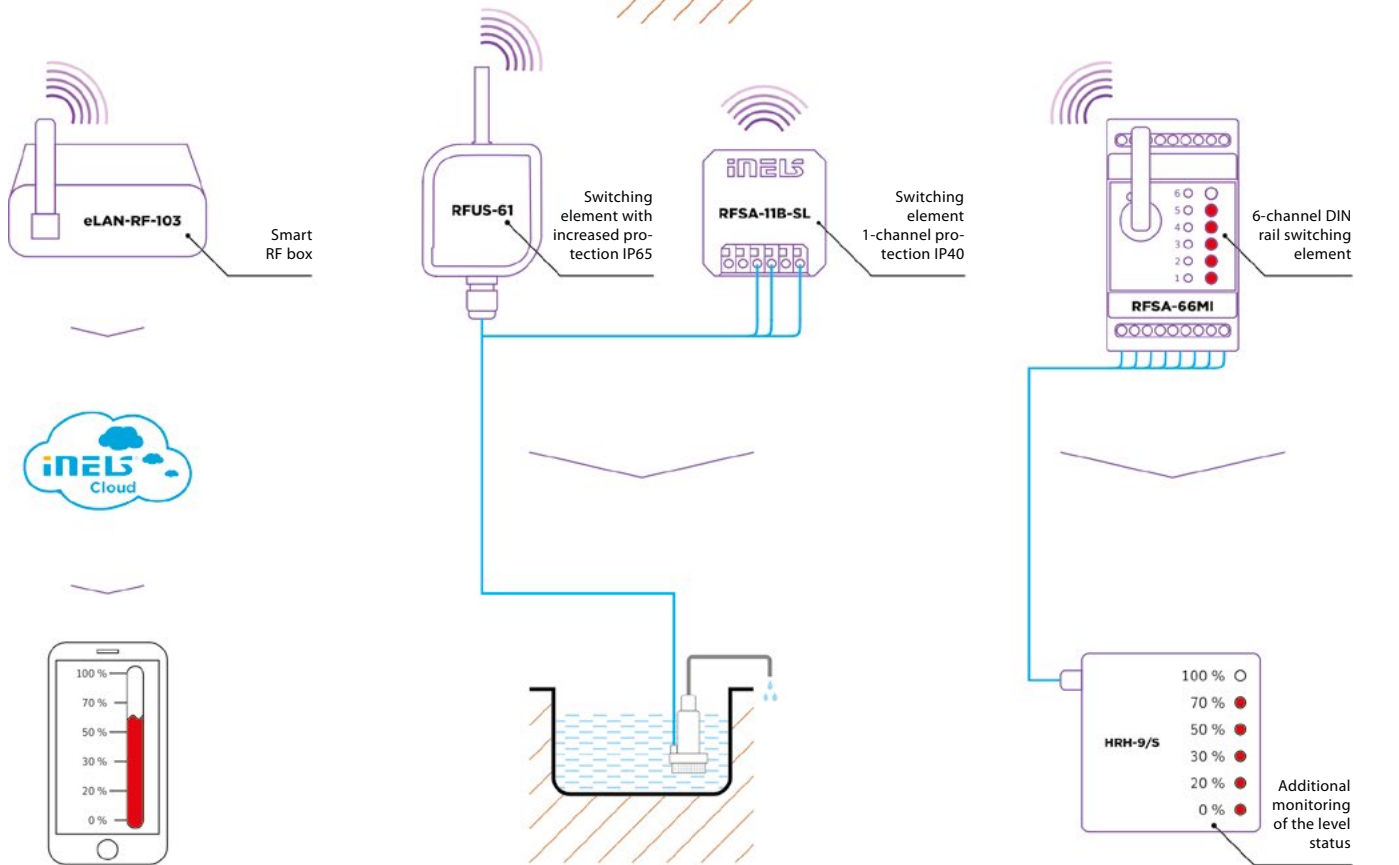 eLAN-RF-103
Smart
RF box
iNELS
Cloud
100 %
70 %
50 %
30 %
20 %
0 %
RFUS-61
Switching
element with
increased pro-
tection IP65
iNELS
RFSA-11B-SL
Switching
element
1-channel pro-
tection IP40
6
5
4
3
2
1
RFSA-66MI
6-channel DIN
rail switching
element
HRH-9/S
100 %
70 %
50 %
30 %
20 %
0 %
Additional
monitoring
of the level
status